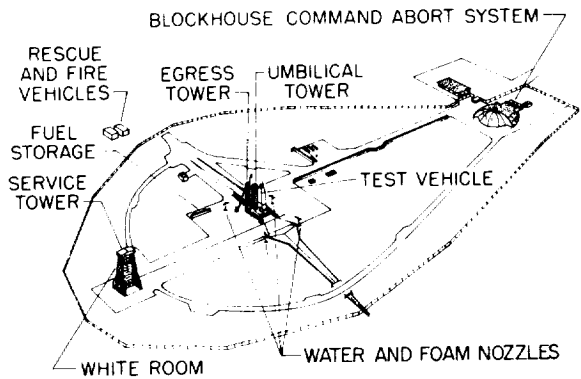 BLOCKHOUSE COMMAND ABORT SYSTEM
RESCUE
AND FIRE
VEHICLES
EGRESS
TOWER
UMBILICAL
TOWER
FUEL
STORAGE
SERVICE
TOWER
TEST VEHICLE
WHITE ROOM
WATER AND FOAM NOZZLES